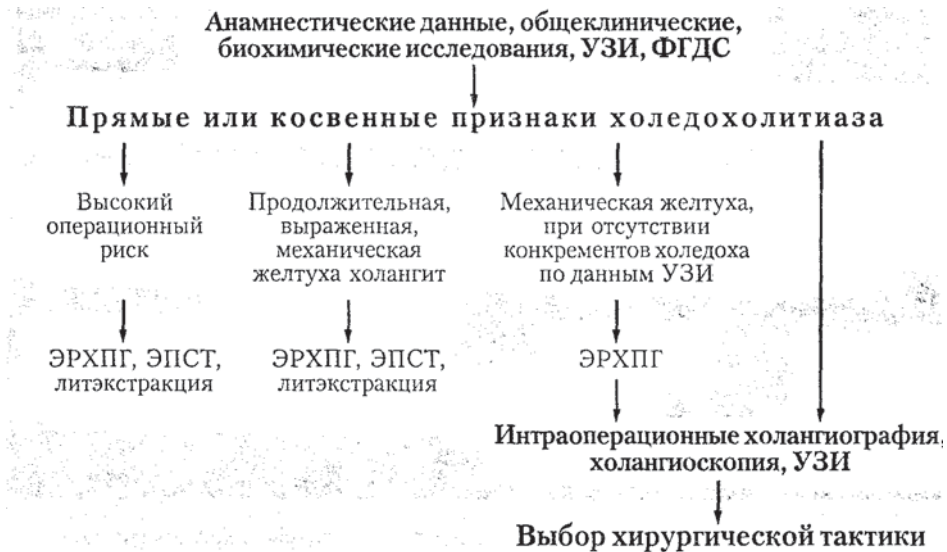 Анамнестические данные, общеклинические,
биохимические исследования, УЗИ, ФГДС
Прямые или косвенные признаки холедохолитиаза
Высокий
операционный
риск
Продолжительная,
выраженная,
механическая
желтуха холангит
Механическая желтуха,
при отсутствии
конкрементов холедоха
по данным УЗИ
ЭРХПГ, ЭПСТ,
литэкстракция
ЭРХПГ, ЭПСТ,
литэкстракция
ЭРХПГ
Интраоперационные холангиография,
холангиоскопия, УЗИ
Выбор хирургической тактики